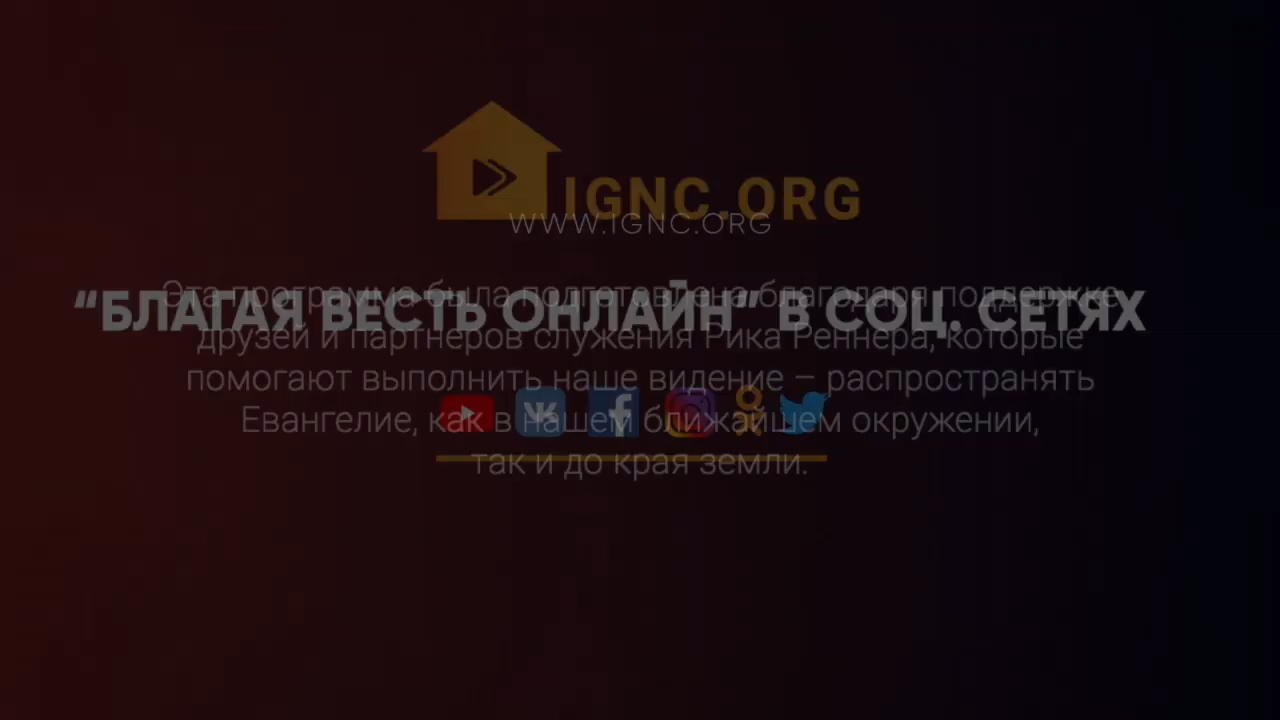 IGNC.ORG
WWW.IGNC.ORG
“БЛАГАЯ ВЕСТЬ ОНЛАЙН” В СОЦ. СЕТЯХ
Эта программа была подготовлена благодаря поддержке
друзей и партнеров служения Рика Реннера, которые
помогают выполнить наше видение – распространять
Евангелие, как в нашем ближайшем окружении,
так и до края земли.